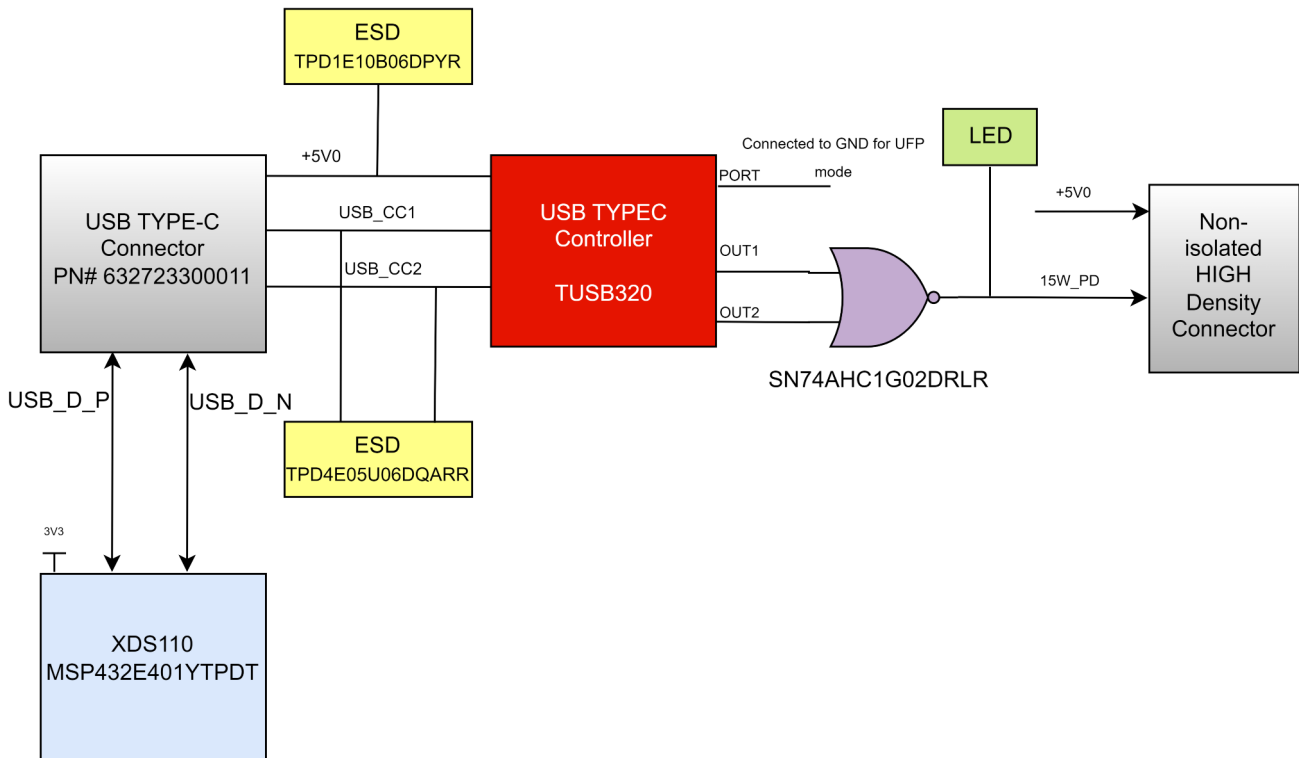 ESD
TPD1E10B06DPYR
+5V0
USB TYPE-C
Connector
PN# 632723300011
USB_CC1
USB_CC2
USB TYPEC
Controller
TUSB320
Connected to GND for UFP
mode
PORT
OUT1
OUT2
SN74AHC1G02DRLR
LED
+5V0
15W_PD
Non-
isolated
HIGH
Density
Connector
USB_D_P
USB_D_N
ESD
TPD4E05U06DQARR
3V3
XDS110
MSP432E401YTPDT